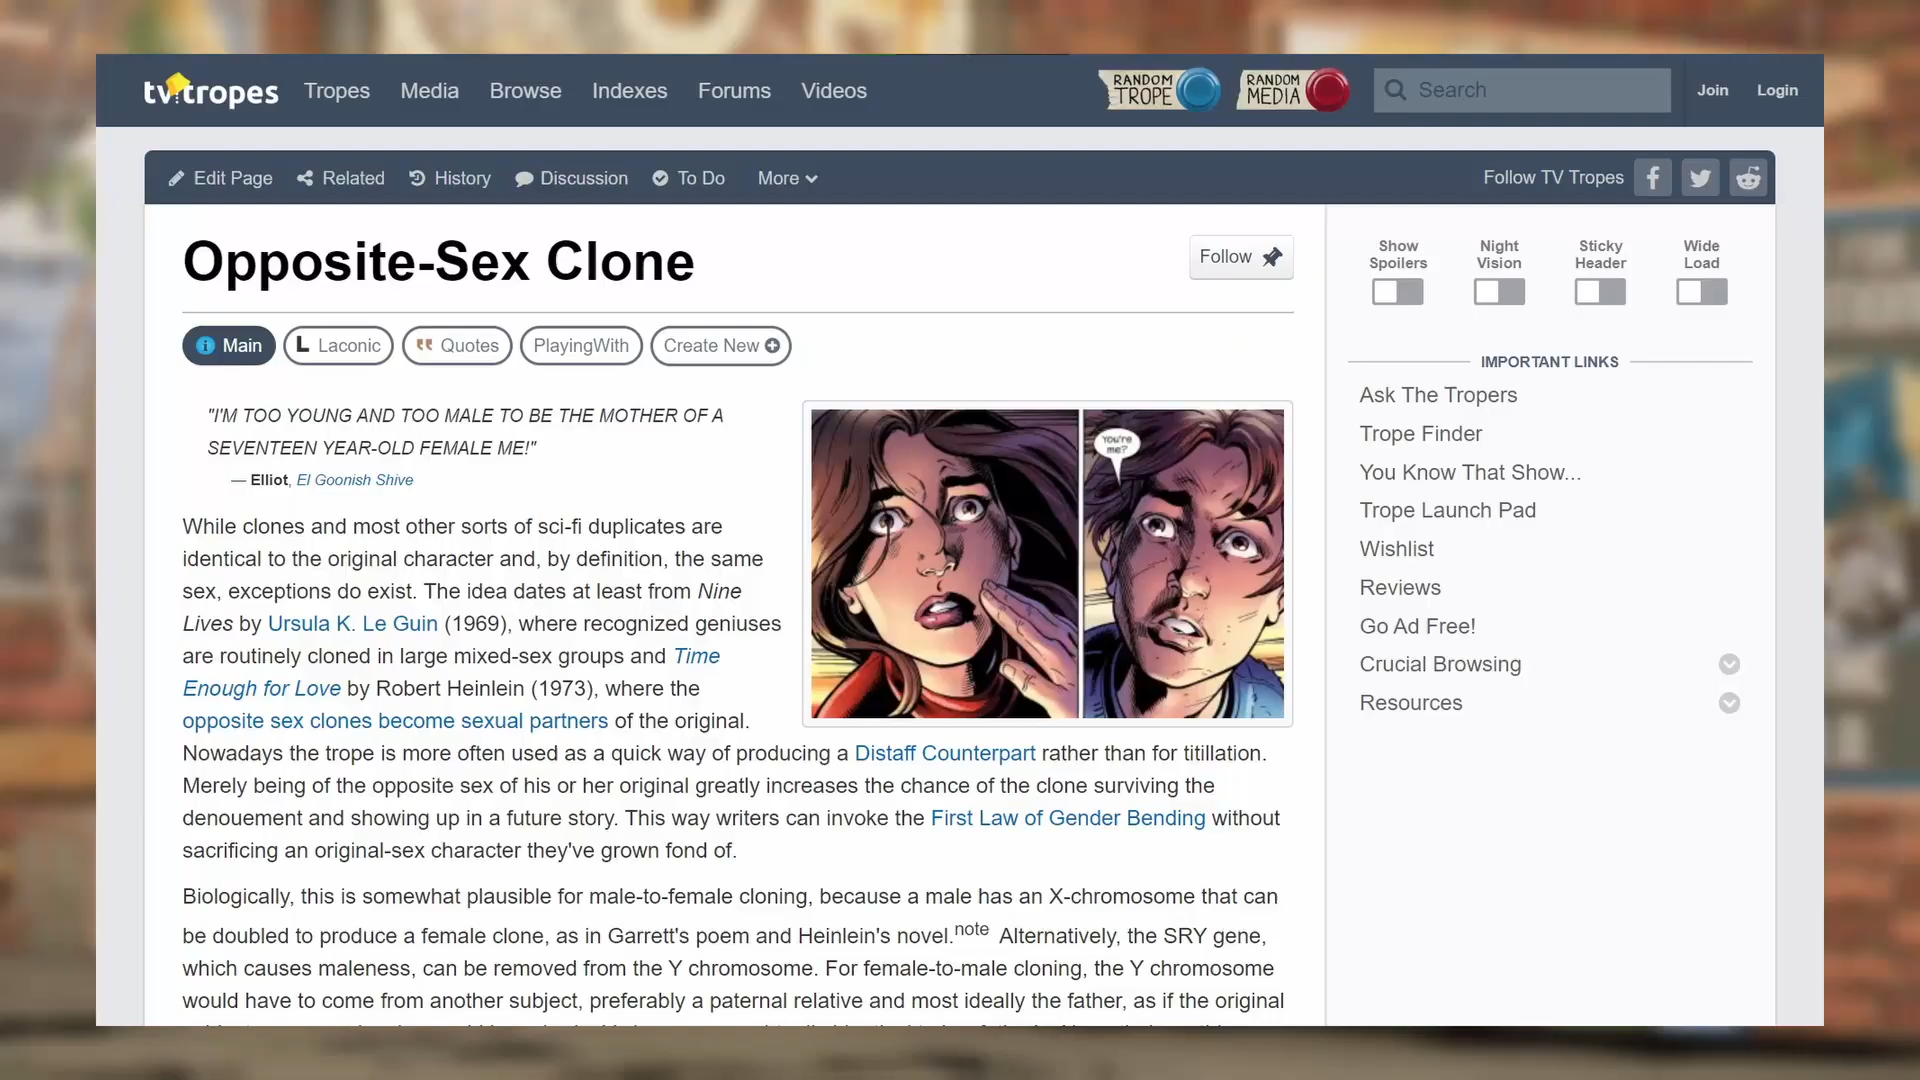 tv tropes Tropes Media Browse Indexes Forums Videos RANDOM TROPE RANDOM MEDIA Search Join Login
Edit Page Related History Discussion To Do More Follow TV Tropes
Opposite-Sex Clone
Follow
Show Spoilers Night Vision Sticky Header Wide Load
Main Laconic Quotes PlayingWith Create New
"I'M TOO YOUNG AND TOO MALE TO BE THE MOTHER OF A
SEVENTEEN YEAR-OLD FEMALE ME!"
— Elliot, El Goonish Shive
You're me?
While clones and most other sorts of sci-fi duplicates are
identical to the original character and, by definition, the same
sex, exceptions do exist. The idea dates at least from Nine
Lives by Ursula K. Le Guin (1969), where recognized geniuses
are routinely cloned in large mixed-sex groups and Time
Enough for Love by Robert Heinlein (1973), where the
opposite sex clones become sexual partners of the original.
Nowadays the trope is more often used as a quick way of producing a Distaff Counterpart rather than for titillation.
Merely being of the opposite sex of his or her original greatly increases the chance of the clone surviving the
denouement and showing up in a future story. This way writers can invoke the First Law of Gender Bending without
sacrificing an original-sex character they've grown fond of.
Biologically, this is somewhat plausible for male-to-female cloning, because a male has an X-chromosome that can
be doubled to produce a female clone, as in Garrett's poem and Heinlein's novel.note Alternatively, the SRY gene,
which causes maleness, can be removed from the Y chromosome. For female-to-male cloning, the Y chromosome
would have to come from another subject, preferably a paternal relative and most ideally the father, as if the original
IMPORTANT LINKS
Ask The Tropers
Trope Finder
You Know That Show...
Trope Launch Pad
Wishlist
Reviews
Go Ad Free!
Crucial Browsing
Resources